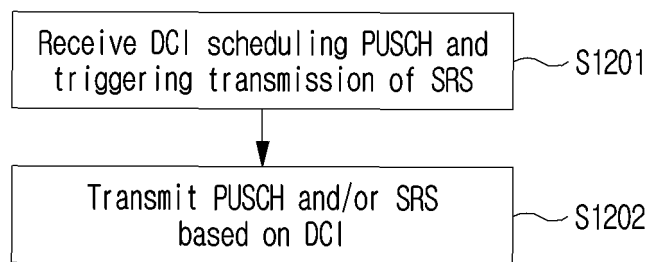 Receive DCI scheduling PUSCH and
triggering transmission of SRS
S1201
Transmit PUSCH and/or SRS
based on DCI
S1202